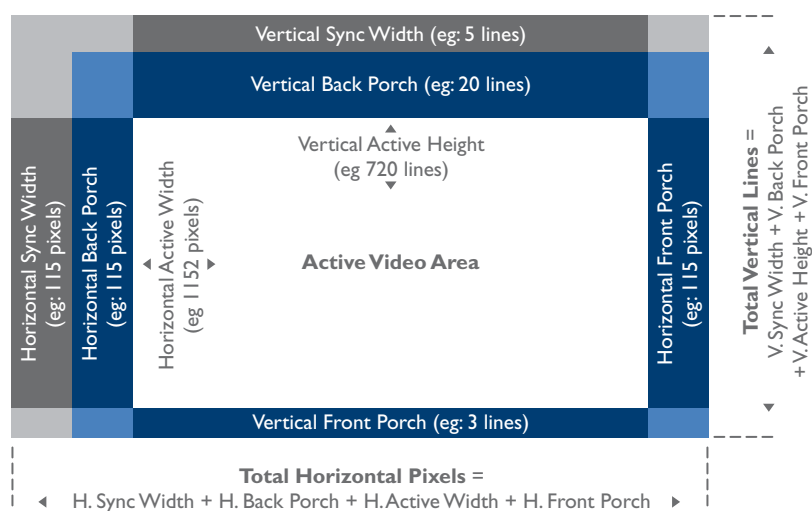 Vertical Sync Width (eg: 5 lines)
Vertical Back Porch (eg: 20 lines)
Vertical Active Height
(eg 720 lines)
Horizontal Sync Width
(eg: 115 pixels)
Horizontal Back Porch
(eg: 115 pixels)
Horizontal Active Width
(eg 1152 pixels)
Active Video Area
Horizontal Front Porch
(eg: 115 pixels)
Total Vertical Lines =
V. Sync Width + V. Back Porch
+ V. Active Height + V. Front Porch
Vertical Front Porch (eg: 3 lines)
Total Horizontal Pixels =
H. Sync Width + H. Back Porch + H. Active Width + H. Front Porch